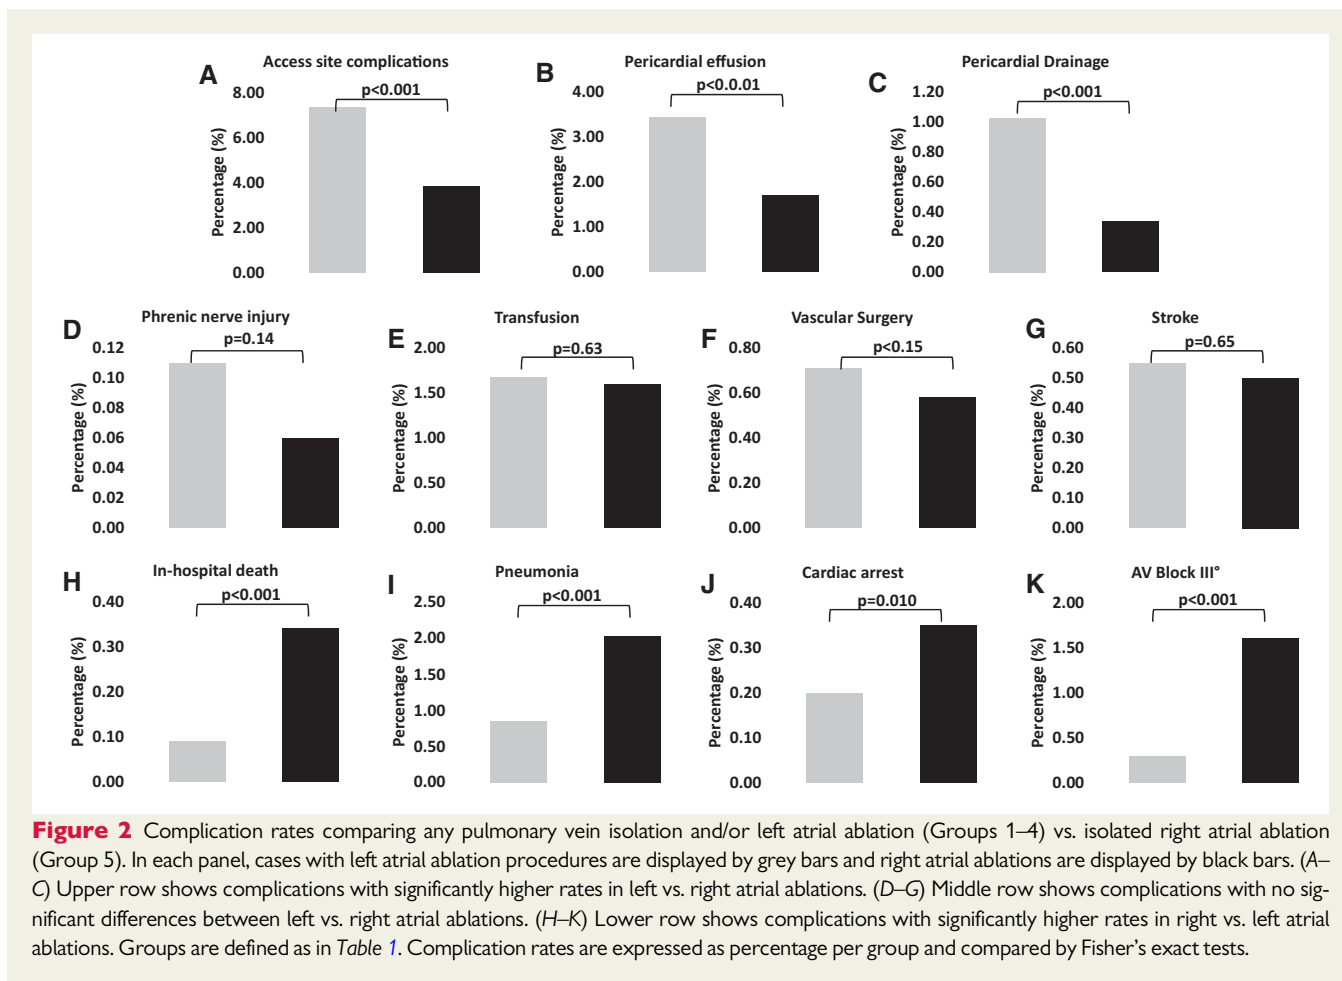 A
Access site complications
p<0.001
Percentage (%)
8.00
6.00
4.00
2.00
0.00
B
Pericardial effusion
p<0.0.01
Percentage (%)
4.00
3.00
2.00
1.00
0.00
C
Pericardial Drainage
p<0.001
Percentage (%)
1.20
1.00
0.80
0.60
0.40
0.20
0.00
D
Phrenic nerve injury
p=0.14
Percentage (%)
0.12
0.10
0.08
0.06
0.04
0.02
0.00
E
Transfusion
p=0.63
Percentage (%)
2.00
1.50
1.00
0.50
0.00
F
Vascular Surgery
p<0.15
Percentage (%)
0.80
0.60
0.40
0.20
0.00
G
Stroke
p=0.65
Percentage (%)
0.60
0.50
0.40
0.30
0.20
0.10
0.00
H
In-hospital death
p<0.001
Percentage (%)
0.40
0.30
0.20
0.10
0.00
I
Pneumonia
p<0.001
Percentage (%)
2.50
2.00
1.50
1.00
0.50
0.00
J
Cardiac arrest
p=0.010
Percentage (%)
0.40
0.30
0.20
0.10
0.00
K
AV Block III°
p<0.001
Percentage (%)
2.00
1.50
1.00
0.50
0.00
Figure 2 Complication rates comparing any pulmonary vein isolation and/or left atrial ablation (Groups 1–4) vs. isolated right atrial ablation
(Group 5). In each panel, cases with left atrial ablation procedures are displayed by grey bars and right atrial ablations are displayed by black bars. (A–
C) Upper row shows complications with significantly higher rates in left vs. right atrial ablations. (D–G) Middle row shows complications with no sig-
nificant differences between left vs. right atrial ablations. (H–K) Lower row shows complications with significantly higher rates in right vs. left atrial
ablations. Groups are defined as in Table 1. Complication rates are expressed as percentage per group and compared by Fisher's exact tests.